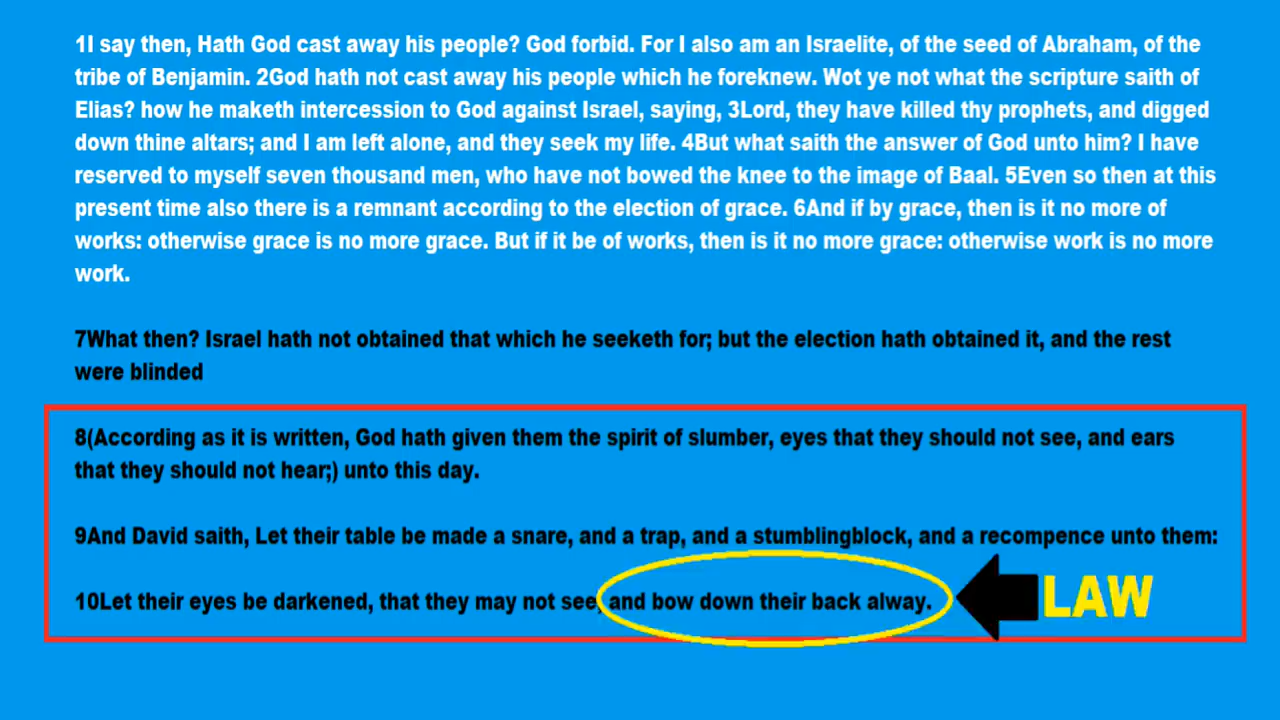 1I say then, Hath God cast away his people? God forbid. For I also am an Israelite, of the seed of Abraham, of the
tribe of Benjamin. 2God hath not cast away his people which he foreknew. Wot ye not what the scripture saith of
Elias? how he maketh intercession to God against Israel, saying, 3Lord, they have killed thy prophets, and digged
down thine altars; and I am left alone, and they seek my life. 4But what saith the answer of God unto him? I have
reserved to myself seven thousand men, who have not bowed the knee to the image of Baal. 5Even so then at this
present time also there is a remnant according to the election of grace. 6And if by grace, then is it no more of
works: otherwise grace is no more grace. But if it be of works, then is it no more grace: otherwise work is no more
work.
7What then? Israel hath not obtained that which he seeketh for; but the election hath obtained it, and the rest
were blinded
8(According as it is written, God hath given them the spirit of slumber, eyes that they should not see, and ears
that they should not hear;) unto this day.
9And David saith, Let their table be made a snare, and a trap, and a stumblingblock, and a recompence unto them:
10Let their eyes be darkened, that they may not see, and bow down their back alway. LAW